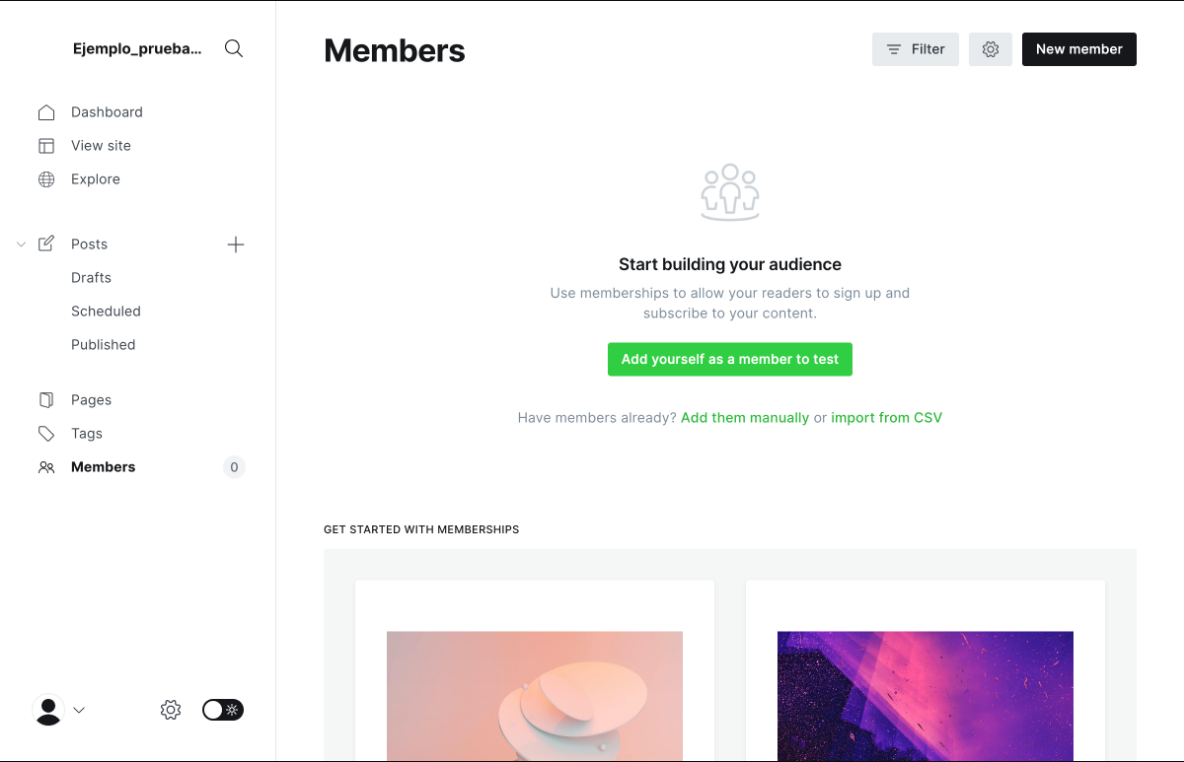 Ejemplo_prueba...
Dashboard
View site
Explore
Posts
Drafts
Scheduled
Published
Pages
Tags
Members
0
Members
Filter
New member
Start building your audience
Use memberships to allow your readers to sign up and
subscribe to your content.
Add yourself as a member to test
Have members already? Add them manually or import from CSV
GET STARTED WITH MEMBERSHIPS